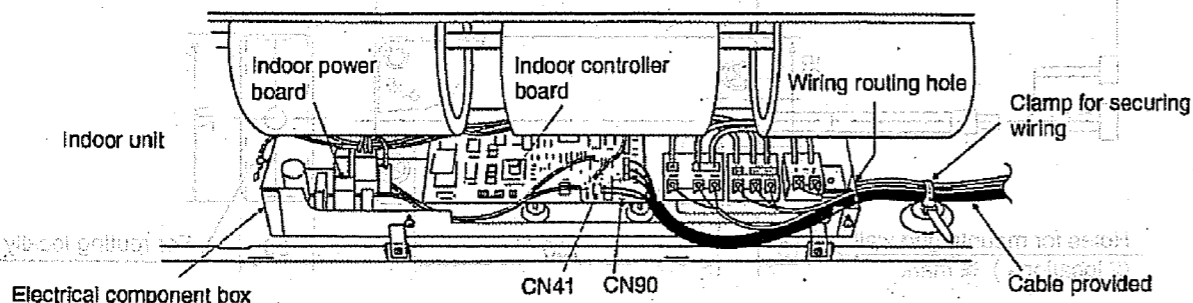 Indoor power
board
Indoor controller
board
Wiring routing hole
Clamp for securing
wiring
Indoor unit
Electrical component box
CN41
CN90
Cable provided